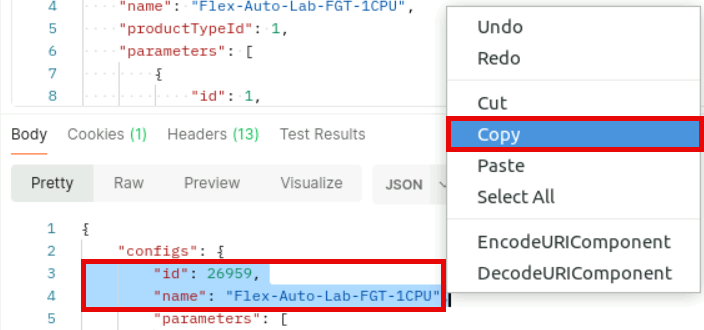 4 "name": "Flex-Auto-Lab-FGT-1CPU",
5 "productTypeId": 1,
6 "parameters": [
7 {
8 "id": 1,
Undo
Redo
Cut
Copy
Paste
Select All
EncodeURIComponent
DecodeURIComponent
Body Cookies (1) Headers (13) Test Results
Pretty Raw Preview Visualize JSON
1 {
2 "configs": {
3 "id": 26959,
4 "name": "Flex-Auto-Lab-FGT-1CPU",
5 "parameters": [